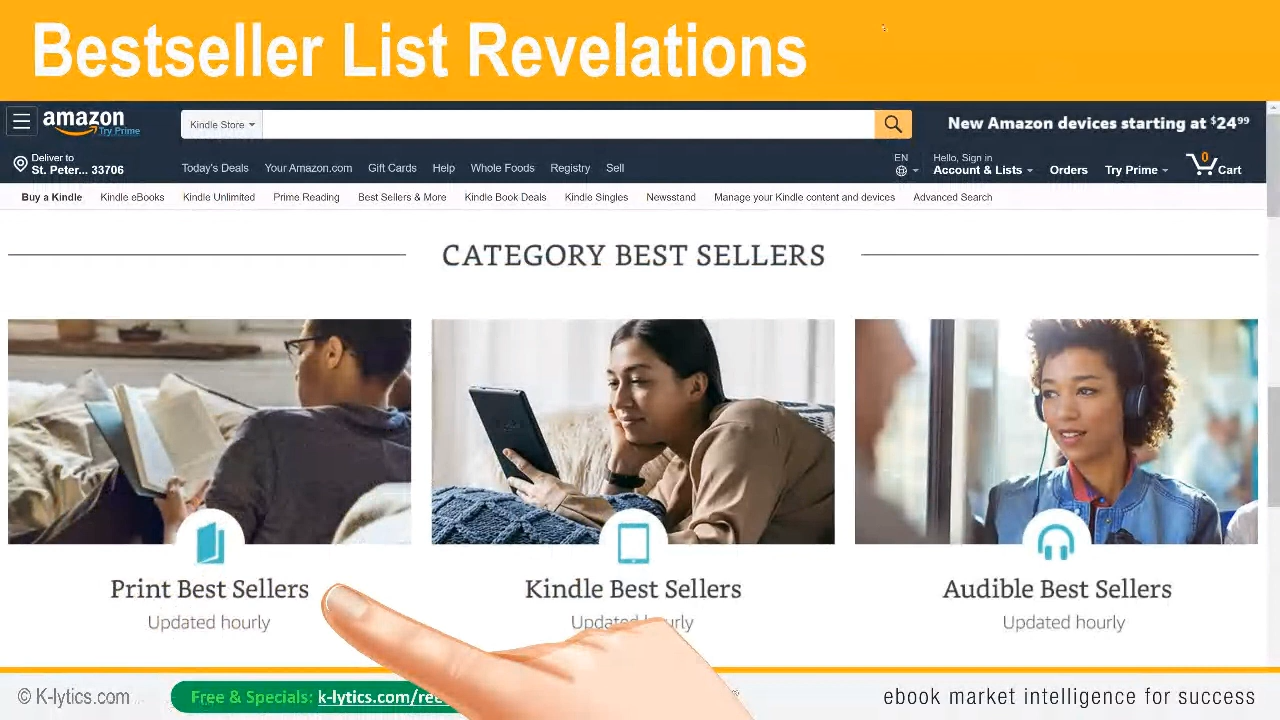 Bestseller List Revelations
amazon
Try Prime
Kindle Store
New Amazon devices starting at $24⁹⁹
Deliver to
St. Peter... 33706
Today's Deals Your Amazon.com Gift Cards Help Whole Foods Registry Sell
EN
Hello, Sign in
Account & Lists Orders Try Prime 0 Cart
Buy a Kindle Kindle eBooks Kindle Unlimited Prime Reading Best Sellers & More Kindle Book Deals Kindle Singles Newsstand Manage your Kindle content and devices Advanced Search
CATEGORY BEST SELLERS
Print Best Sellers
Updated hourly
Kindle Best Sellers
Updated hourly
Audible Best Sellers
Updated hourly
© K-lytics.com
Free & Specials:
ebook market intelligence for success